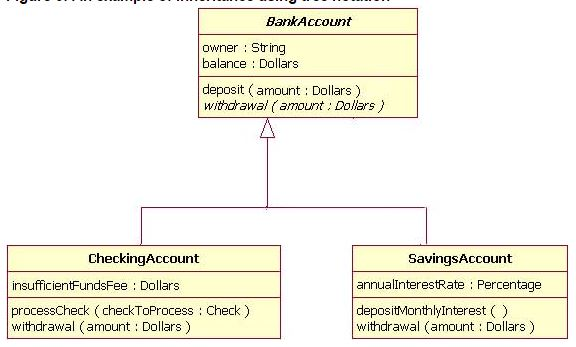 BankAccount
owner : String
balance : Dollars
deposit ( amount : Dollars )
withdrawal ( amount : Dollars )
CheckingAccount
insufficientFundsFee : Dollars
processCheck ( checkToProcess : Check )
withdrawal ( amount : Dollars )
SavingsAccount
annualInterestRate : Percentage
depositMonthlyInterest ( )
withdrawal ( amount : Dollars )